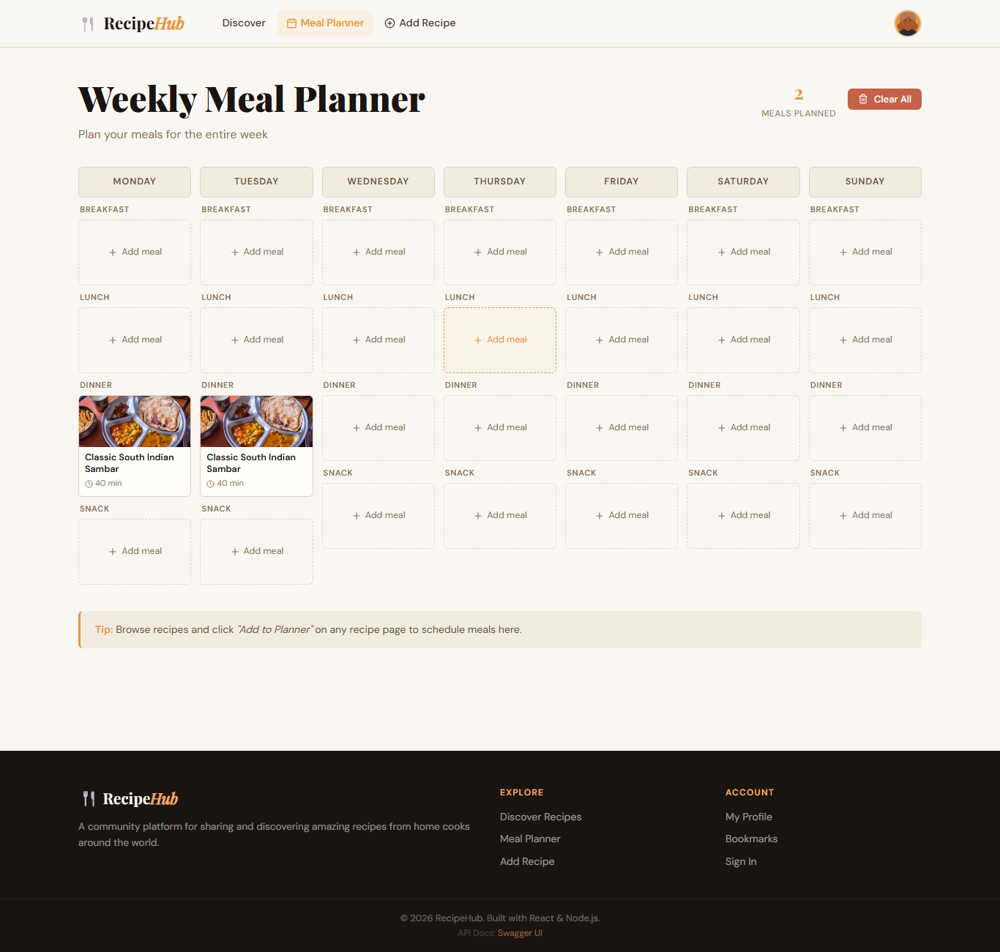 RecipeHub
Discover
Meal Planner
Add Recipe
Weekly Meal Planner
Plan your meals for the entire week
2
MEALS PLANNED
Clear All
MONDAY TUESDAY WEDNESDAY THURSDAY FRIDAY SATURDAY SUNDAY
BREAKFAST BREAKFAST BREAKFAST BREAKFAST BREAKFAST BREAKFAST BREAKFAST
+ Add meal + Add meal + Add meal + Add meal + Add meal + Add meal + Add meal
LUNCH LUNCH LUNCH LUNCH LUNCH LUNCH LUNCH
+ Add meal + Add meal + Add meal + Add meal + Add meal + Add meal + Add meal
DINNER DINNER DINNER DINNER DINNER DINNER DINNER
+ Add meal + Add meal + Add meal + Add meal + Add meal
Classic South Indian Classic South Indian
Sambar Sambar
40 min 40 min
SNACK SNACK SNACK SNACK SNACK
SNACK SNACK
+ Add meal + Add meal + Add meal + Add meal + Add meal
+ Add meal + Add meal
Tip: Browse recipes and click "Add to Planner" on any recipe page to schedule meals here.
RecipeHub
A community platform for sharing and discovering amazing recipes from home cooks
around the world.
EXPLORE
Discover Recipes
Meal Planner
Add Recipe
ACCOUNT
My Profile
Bookmarks
Sign In
© 2026 RecipeHub. Built with React & Node.js.
API Docs: Swagger UI